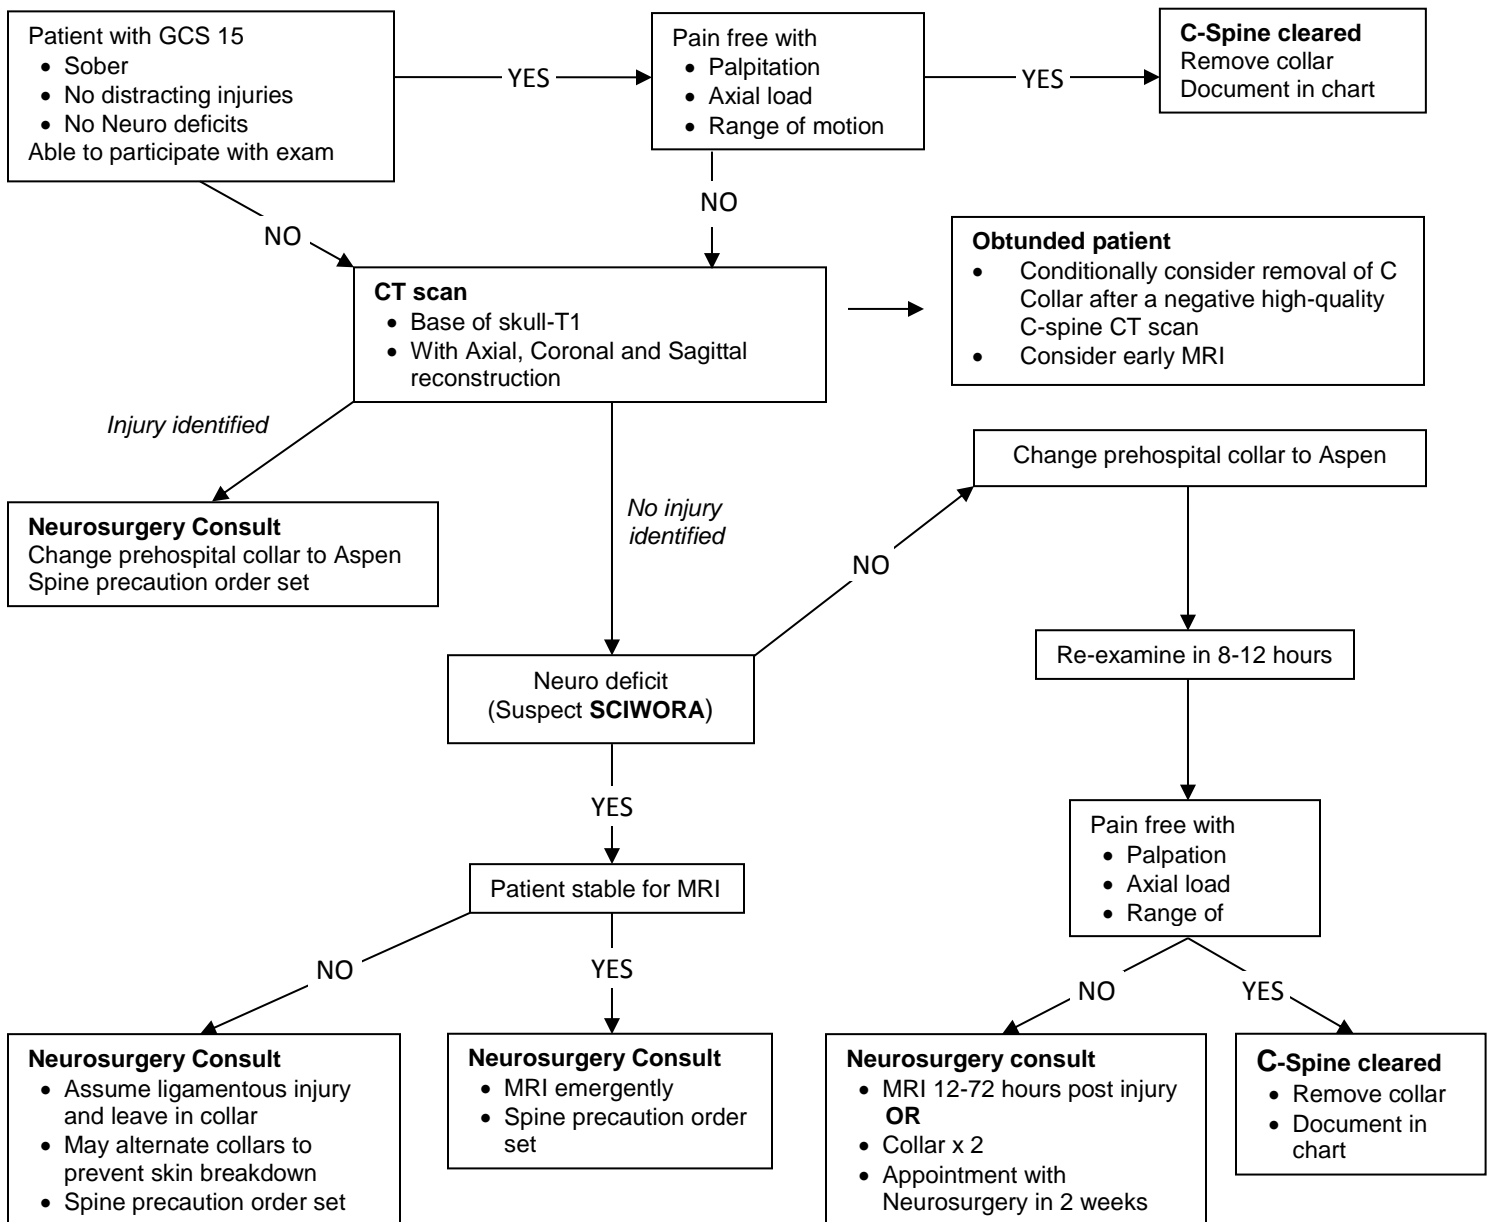 Patient with GCS 15
• Sober
• No distracting injuries
• No Neuro deficits
Able to participate with exam
YES
Pain free with
• Palpitation
• Axial load
• Range of motion
YES
C-Spine cleared
Remove collar
Document in chart
NO
NO
CT scan
• Base of skull-T1
• With Axial, Coronal and Sagittal
reconstruction
Obtunded patient
• Conditionally consider removal of C
Collar after a negative high-quality
C-spine CT scan
• Consider early MRI
Injury identified
No injury
identified
Neurosurgery Consult
Change prehospital collar to Aspen
Spine precaution order set
Change prehospital collar to Aspen
NO
Neuro deficit
(Suspect SCIWORA)
Re-examine in 8-12 hours
YES
Patient stable for MRI
Pain free with
• Palpation
• Axial load
• Range of
NO
YES
NO
YES
Neurosurgery Consult
• Assume ligamentous injury
and leave in collar
• May alternate collars to
prevent skin breakdown
• Spine precaution order set
Neurosurgery Consult
• MRI emergently
• Spine precaution order
set
Neurosurgery consult
• MRI 12-72 hours post injury
OR
• Collar x 2
• Appointment with
Neurosurgery in 2 weeks
C-Spine cleared
• Remove collar
• Document in
chart